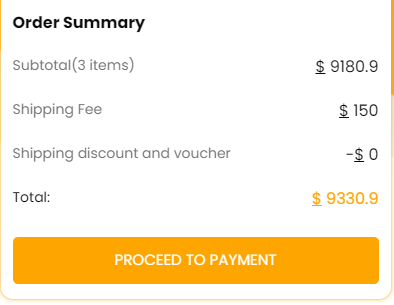 Order Summary
Subtotal(3 items) $ 9180.9
Shipping Fee $ 150
Shipping discount and voucher -$ 0
Total: $ 9330.9
PROCEED TO PAYMENT